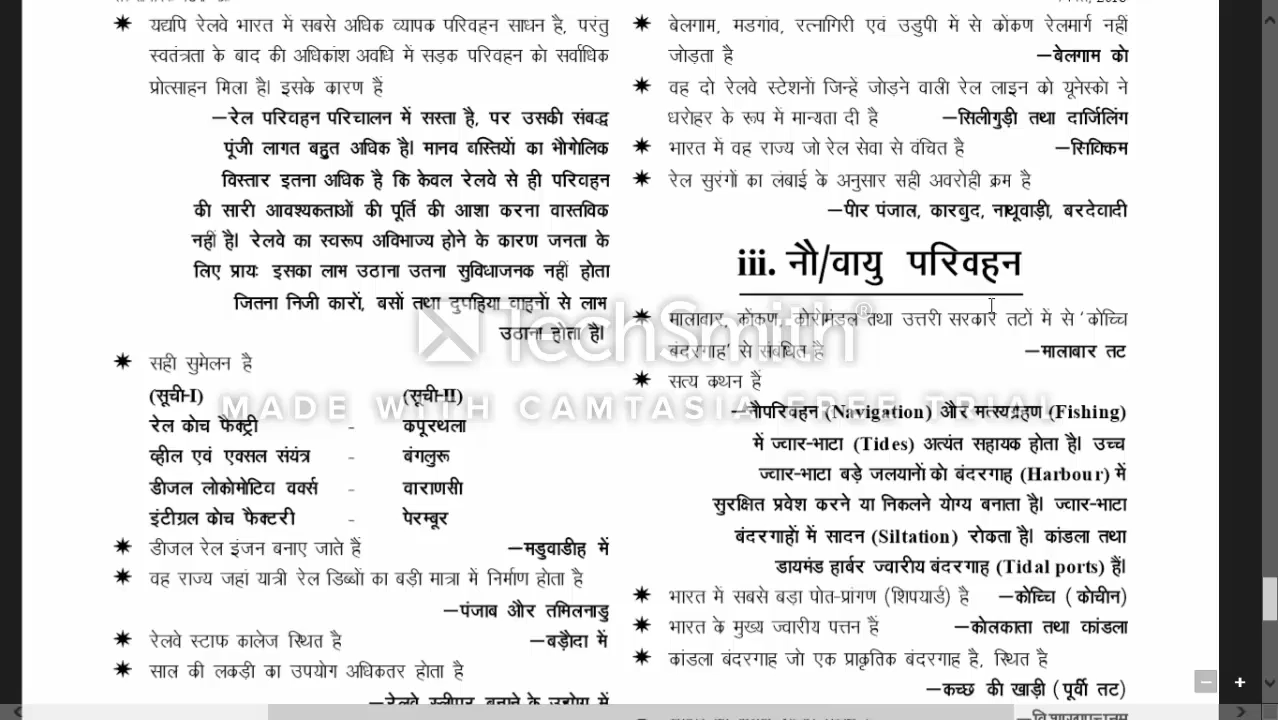 ✷ यद्यपि रेलवे भारत में सबसे अधिक व्यापक परिवहन साधन है, परंतु
स्वतंत्रता के बाद की अधिकांश अवधि में सड़क परिवहन को सर्वाधिक
प्रोत्साहन मिला है। इसके कारण हैं
–रेल परिवहन परिचालन में सस्ता है, पर उसकी संबद्ध
पूंजी लागत बहुत अधिक है। मानव बस्तियों का भौगोलिक
विस्तार इतना अधिक है कि केवल रेलवे से ही परिवहन
की सारी आवश्यकताओं की पूर्ति की आशा करना वास्तविक
नहीं है। रेलवे का स्वरूप अविभाज्य होने के कारण जनता के
लिए प्रायः इसका लाभ उठाना उतना सुविधाजनक नहीं होता
जितना निजी कारों, बसों तथा दुपहिया वाहनों से लाभ
उठाना होता है।
✷ सही सुमेलन है
(सूची-I) (सूची-II)
रेल कोच फैक्ट्री - कपूरथला
व्हील एवं एक्सल संयंत्र - बंगलुरू
डीजल लोकोमोटिव वर्क्स - वाराणसी
इंटीग्रल कोच फैक्टरी - पेरम्बूर
✷ डीजल रेल इंजन बनाए जाते हैं –मडुवाडीह में
✷ वह राज्य जहां यात्री रेल डिब्बों का बड़ी मात्रा में निर्माण होता है
–पंजाब और तमिलनाडु
✷ रेलवे स्टाफ कालेज स्थित है –बड़ौदा में
✷ साल की लकड़ी का उपयोग अधिकतर होता है
–रेलवे स्लीपर बनाने के उद्योग में
✷ बेलगाम, मडगांव, रत्नागिरी एवं उडुपी में से कोंकण रेलमार्ग नहीं
जोड़ता है –बेलगाम को
✷ वह दो रेलवे स्टेशनों जिन्हें जोड़ने वाली रेल लाइन को यूनेस्को ने
धरोहर के रूप में मान्यता दी है –सिलीगुड़ी तथा दार्जिलिंग
✷ भारत में वह राज्य जो रेल सेवा से वंचित है –सिक्किम
✷ रेल सुरंगों का लंबाई के अनुसार सही अवरोही क्रम है
–पीर पंजाल, कारबुद, नाथूवाड़ी, बरदेवादी
iii. नौ/वायु परिवहन
✷ मालावार, कोंकण, कोरोमंडल तथा उत्तरी सरकार तटों में से ‘कोच्चि
बंदरगाह’ से संबंधित है –मालाबार तट
✷ सत्य कथन हैं
–नौपरिवहन (Navigation) और मत्स्यग्रहण (Fishing)
में ज्वार-भाटा (Tides) अत्यंत सहायक होता है। उच्च
ज्वार-भाटा बड़े जलयानों को बंदरगाह (Harbour) में
सुरक्षित प्रवेश करने या निकलने योग्य बनाता है। ज्वार-भाटा
बंदरगाहों में सादन (Siltation) रोकता है। कांडला तथा
डायमंड हार्बर ज्वारीय बंदरगाह (Tidal ports) हैं।
✷ भारत में सबसे बड़ा पोत-प्रांगण (शिपयार्ड) है –कोच्चि (कोचीन)
✷ भारत के मुख्य ज्वारीय पत्तन हैं –कोलकाता तथा कांडला
✷ कांडला बंदरगाह जो एक प्राकृतिक बंदरगाह है, स्थित है
–कच्छ की खाड़ी (पूर्वी तट)
TechSmith®
MADE WITH CAMTASIA FREE TRIAL